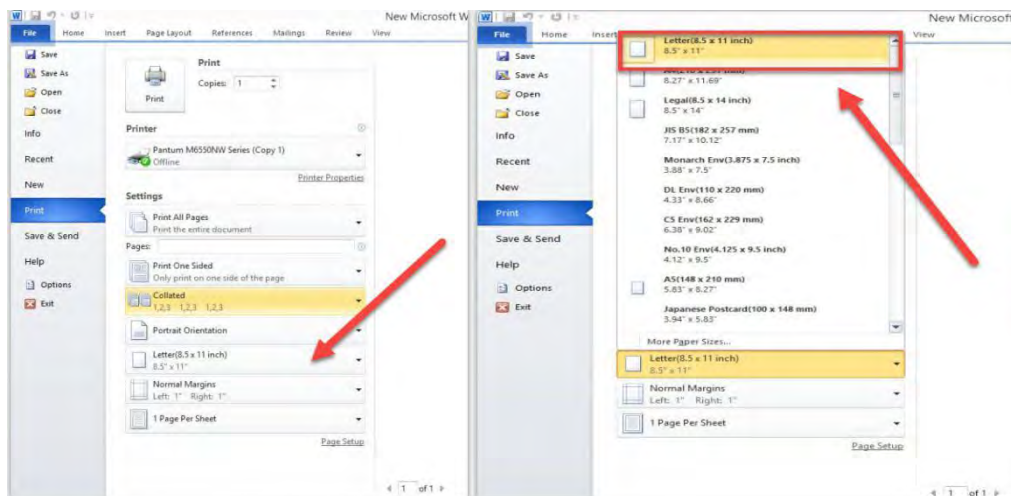 New Microsoft W
File Home Insert Page Layout References Mailings Review View
Save
Save As
Open
Close
Info
Recent
New
Print
Save & Send
Help
Options
Exit
Print
Print
Copies: 1
Printer
Pantum M6550NW Series (Copy 1)
Offline
Printer Properties
Settings
Print All Pages
Print the entire document
Pages:
Print One Sided
Only print on one side of the page
Collated
1,2,3 1,2,3 1,2,3
Portrait Orientation
Letter(8.5 x 11 inch)
8.5" x 11"
Normal Margins
Left: 1" Right: 1"
1 Page Per Sheet
Page Setup
1 of 1
New Microsoft
File Home Insert View
Save
Save As
Open
Close
Info
Recent
New
Print
Save & Send
Help
Options
Exit
Letter(8.5 x 11 inch)
8.5" x 11"
8.27" x 11.69"
Legal(8.5 x 14 inch)
8.5" x 14"
JIS B5(182 x 257 mm)
7.17" x 10.12"
Monarch Env(3.875 x 7.5 inch)
3.88" x 7.5"
DL Env(110 x 220 mm)
4.33" x 8.66"
C5 Env(162 x 229 mm)
6.38" x 9.02"
No.10 Env(4.125 x 9.5 inch)
4.12" x 9.5"
A5(148 x 210 mm)
5.83" x 8.27"
Japanese Postcard(100 x 148 mm)
3.94" x 5.83"
More Paper Sizes...
Letter(8.5 x 11 inch)
8.5" x 11"
Normal Margins
Left: 1" Right: 1"
1 Page Per Sheet
Page Setup
1 of 1